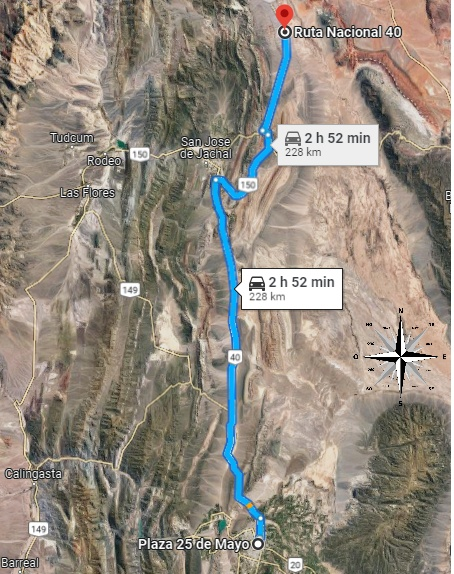 Ruta Nacional 40
2 h 52 min
228 km
Tudcum
Rodeo
150
San Jose
de Jáchal
150
Las Flores
149
2 h 52 min
228 km
40
N
O
E
S
Calingasta
149
Plaza 25 de Mayo
20
Barreal